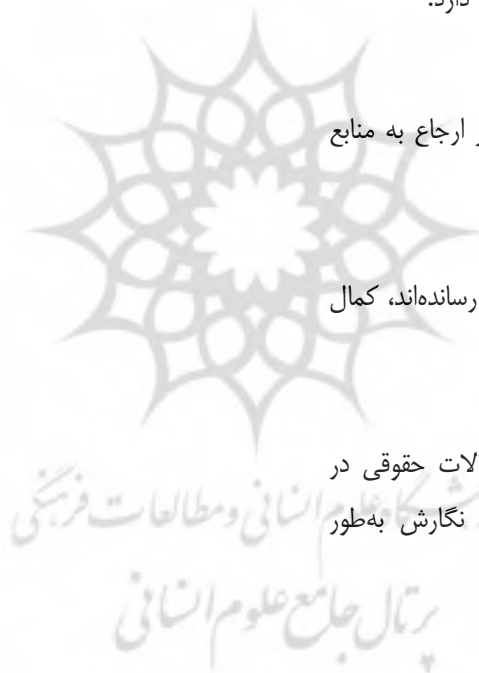 دارد.
ارجاع به منابع
رسانده‌اند، کمال
لات حقوقی در
نگارش به‌طور
پژوهشگاه علوم انسانی و مطالعات فرهنگی
پرتال جامع علوم انسانی